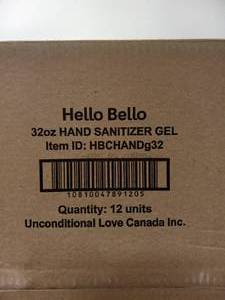 Hello Bello
32oz HAND SANITIZER GEL
Item ID: HBCHANDg32
10810047891205
Quantity: 12 units
Unconditional Love Canada Inc.